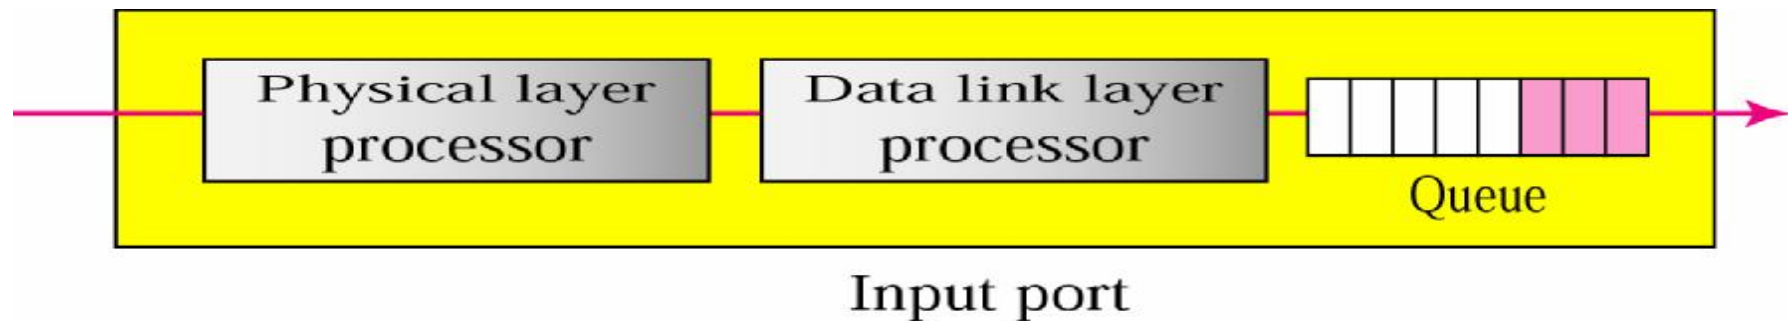 Physical layer
processor
Data link layer
processor
Queue
Input port